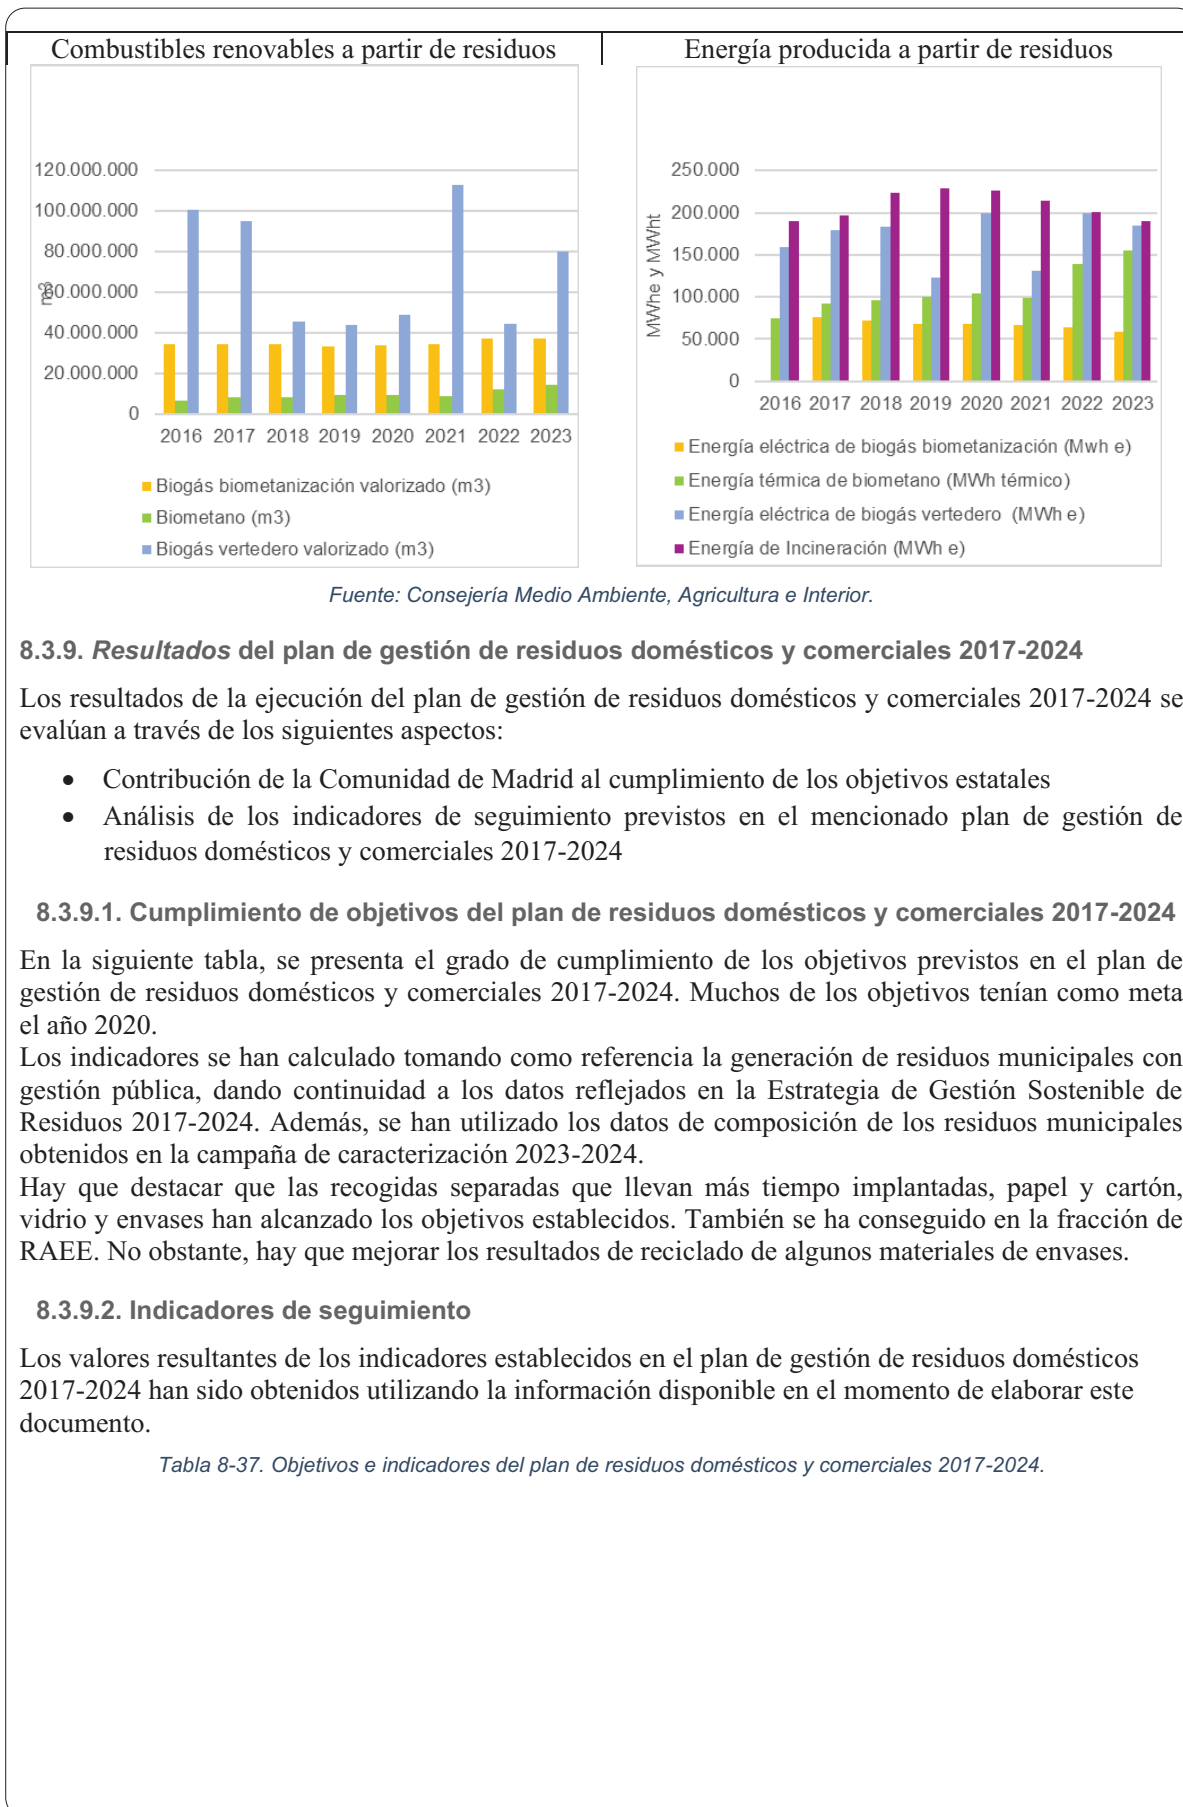 Combustibles renovables a partir de residuos
120.000.000
100.000.000
80.000.000
60.000.000
40.000.000
20.000.000
0
m3
2016 2017 2018 2019 2020 2021 2022 2023
Biogás biometanización valorizado (m3)
Biometano (m3)
Biogás vertedero valorizado (m3)
Energía producida a partir de residuos
250.000
200.000
150.000
100.000
50.000
0
MWhe y MWht
2016 2017 2018 2019 2020 2021 2022 2023
Energía eléctrica de biogás biometanización (Mwh e)
Energía térmica de biometano (MWh térmico)
Energía eléctrica de biogás vertedero (MWh e)
Energía de Incineración (MWh e)
Fuente: Consejería Medio Ambiente, Agricultura e Interior.
8.3.9. Resultados del plan de gestión de residuos domésticos y comerciales 2017-2024
Los resultados de la ejecución del plan de gestión de residuos domésticos y comerciales 2017-2024 se
evalúan a través de los siguientes aspectos:
• Contribución de la Comunidad de Madrid al cumplimiento de los objetivos estatales
• Análisis de los indicadores de seguimiento previstos en el mencionado plan de gestión de
residuos domésticos y comerciales 2017-2024
8.3.9.1. Cumplimiento de objetivos del plan de residuos domésticos y comerciales 2017-2024
En la siguiente tabla, se presenta el grado de cumplimiento de los objetivos previstos en el plan de
gestión de residuos domésticos y comerciales 2017-2024. Muchos de los objetivos tenían como meta
el año 2020.
Los indicadores se han calculado tomando como referencia la generación de residuos municipales con
gestión pública, dando continuidad a los datos reflejados en la Estrategia de Gestión Sostenible de
Residuos 2017-2024. Además, se han utilizado los datos de composición de los residuos municipales
obtenidos en la campaña de caracterización 2023-2024.
Hay que destacar que las recogidas separadas que llevan más tiempo implantadas, papel y cartón,
vidrio y envases han alcanzado los objetivos establecidos. También se ha conseguido en la fracción de
RAEE. No obstante, hay que mejorar los resultados de reciclado de algunos materiales de envases.
8.3.9.2. Indicadores de seguimiento
Los valores resultantes de los indicadores establecidos en el plan de gestión de residuos domésticos
2017-2024 han sido obtenidos utilizando la información disponible en el momento de elaborar este
documento.
Tabla 8-37. Objetivos e indicadores del plan de residuos domésticos y comerciales 2017-2024.